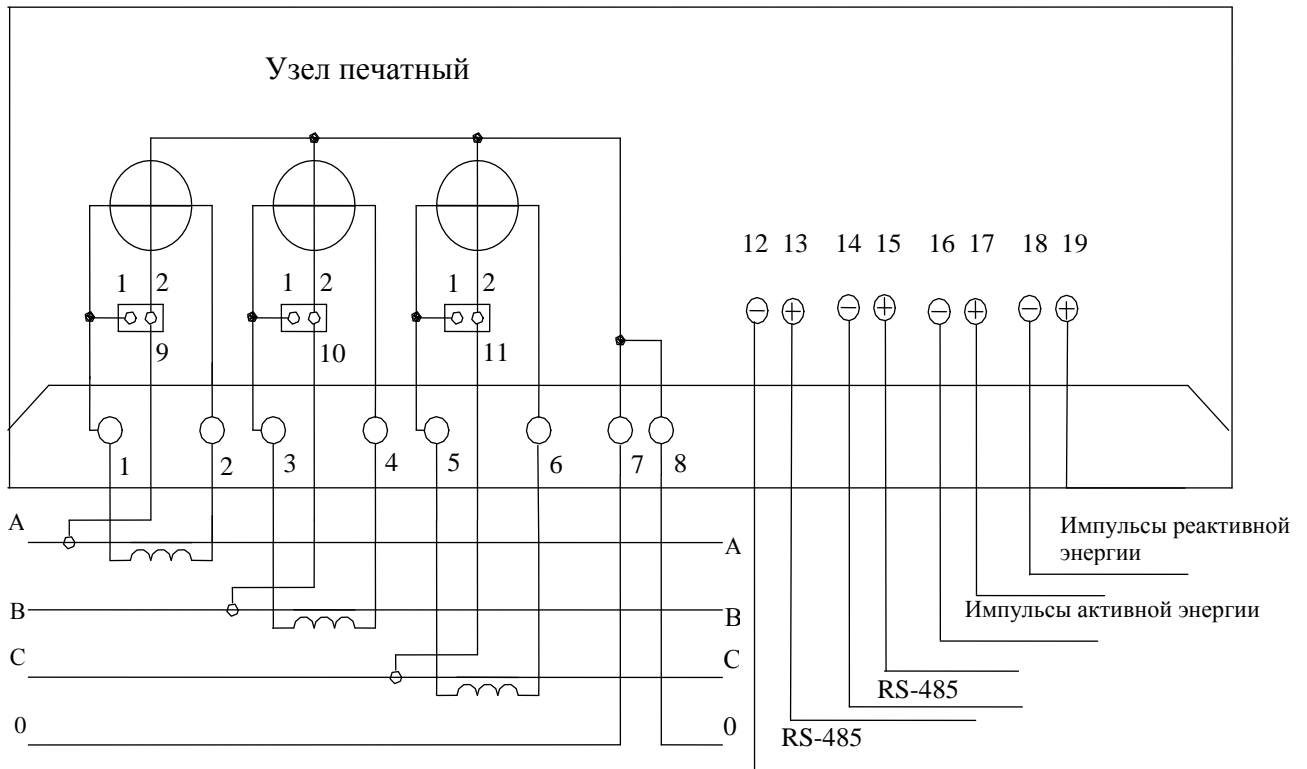 Узел печатный
12 13 14 15 16 17 18 19
1 2 1 2 1 2
9 10 11
1 2 3 4 5 6 7 8
A A
Импульсы реактивной
энергии
B B
Импульсы активной энергии
C C
RS-485
0 0
RS-485